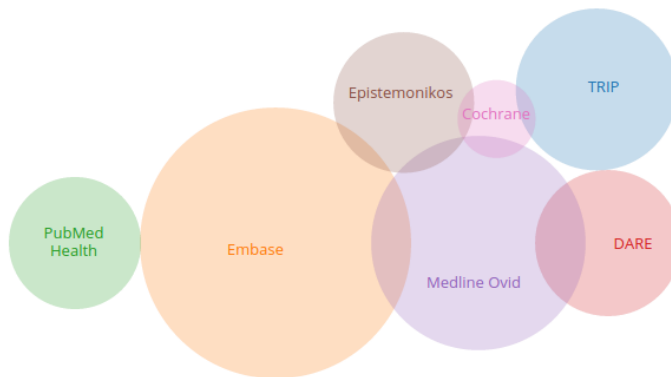 TRIP
Epistemonikos
Cochrane
PubMed
Health
Embase
DARE
Medline Ovid